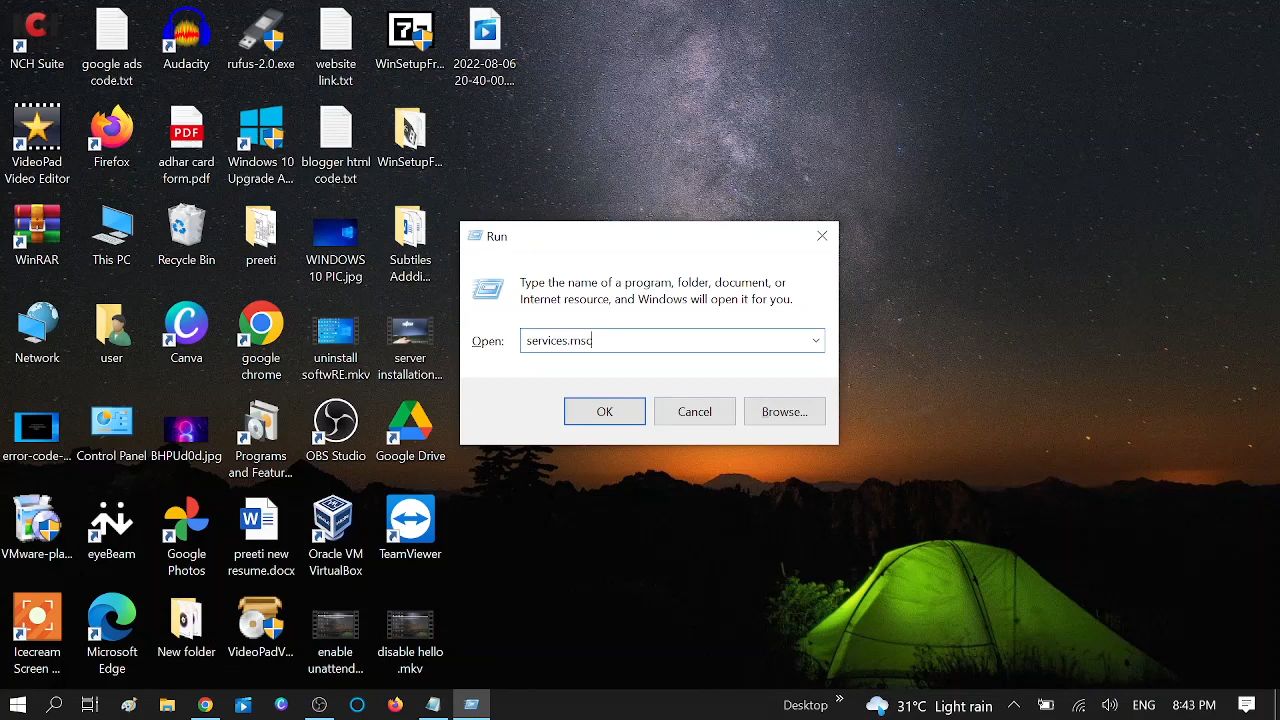 NCH Suite
google ads
code.txt
Audacity
rufus-2.0.exe
website
link.txt
WinSetupFr...
2022-08-06
20-40-00....
VideoPad
Video Editor
Firefox
PDF
adhar card
form.pdf
Windows 10
Upgrade A...
blogger html
code.txt
WinSetupF...
WinRAR
This PC
Recycle Bin
preeti
WINDOWS
10 PIC.jpg
Subtiles
Adddi...
Network
user
Canva
google
chrome
uninstall
softwRE.mkv
server
installation...
error-code-...
Control Panel
BHPUd0d.jpg
Programs
and Featur...
OBS Studio
Google Drive
VMware-pla...
eyeBeam
Google
Photos
preeti new
resume.docx
Oracle VM
VirtualBox
TeamViewer
Icecream
Screen ...
Microsoft
Edge
New folder
VideoPadV...
enable
unattend...
disable hello
.mkv
Run
Type the name of a program, folder, document, or
Internet resource, and Windows will open it for you.
Open:
services.msc
OK
Cancel
Browse...
Desktop
31°C Light rain
ENG